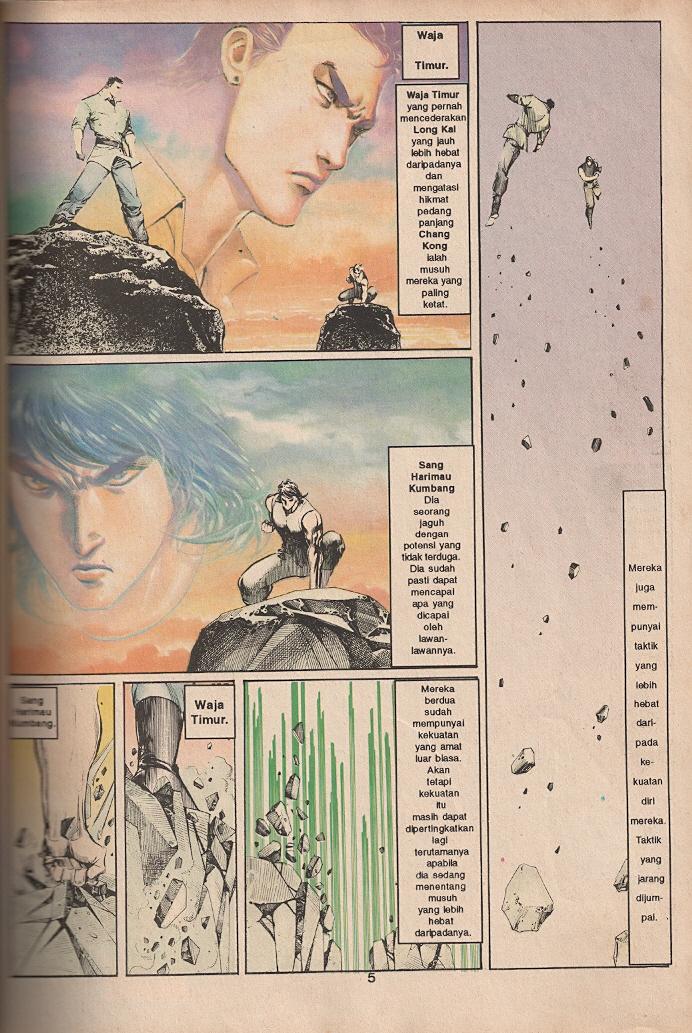 Waja
Timur.
Waja Timur
yang pernah
mencederakan
Long Kai
yang jauh
lebih hebat
daripadanya
dan
mengatasi
hikmat
pedang
panjang
Chang
Kong
ialah
musuh
mereka yang
paling
ketat.
Sang
Harimau
Kumbang
Dia
seorang
jaguh
dengan
potensi yang
tidak terduga.
Dia sudah
pasti dapat
mencapai
apa yang
dicapai
oleh
lawan-
lawannya.
Sang
Harimau
Kumbang.
Waja
Timur.
Mereka
berdua
sudah
mempunyai
kekuatan
yang amat
luar biasa.
Akan
tetapi
kekuatan
itu
masih dapat
dipertingkatkan
lagi
terutamanya
apabila
dia sedang
menentang
musuh
yang lebih
hebat
daripadanya.
Mereka
juga
mem-
punyai
taktik
yang
lebih
hebat
dari-
pada
ke-
kuatan
diri
mereka.
Taktik
yang
jarang
dijum-
pai.
5